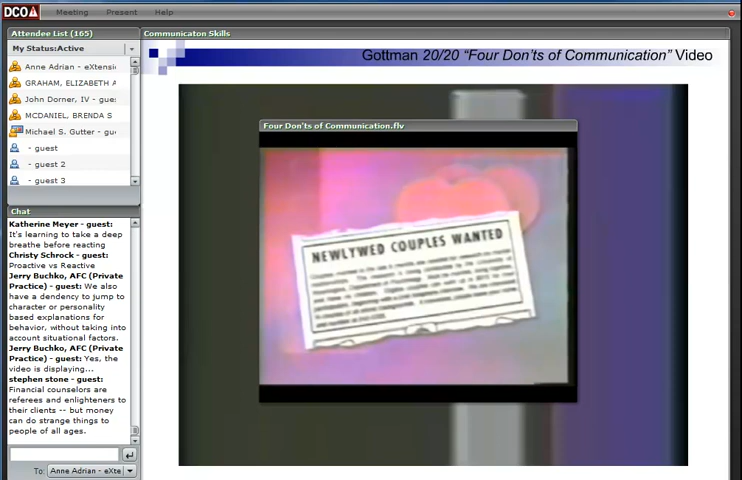 DCO
Meeting Present Help
Attendee List (165)
My Status:Active
Anne Adrian - eXtensi
GRAHAM, ELIZABETH A
John Dorner, IV - gue
MCDANIEL, BRENDA S
Michael S. Gutter - gu
- guest
- guest 2
- guest 3
Chat
Katherine Meyer - guest:
It's learning to take a deep
breathe before reacting
Christy Schrock - guest:
Proactive vs Reactive
Jerry Buchko, AFC (Private
Practice) - guest: We also
have a dendency to jump to
character or personality
based explanations for
behavior, without taking into
account situational factors.
Jerry Buchko, AFC (Private
Practice) - guest: Yes, the
video is displaying...
stephen stone - guest:
Financial counselors are
referees and enlighteners to
their clients -- but money
can do strange things to
people of all ages.
To: Anne Adrian - eXte
Communicaton Skills
Gottman 20/20 "Four Don'ts of Communication" Video
Four Don'ts of Communication.flv
NEWLYWED COUPLES WANTED